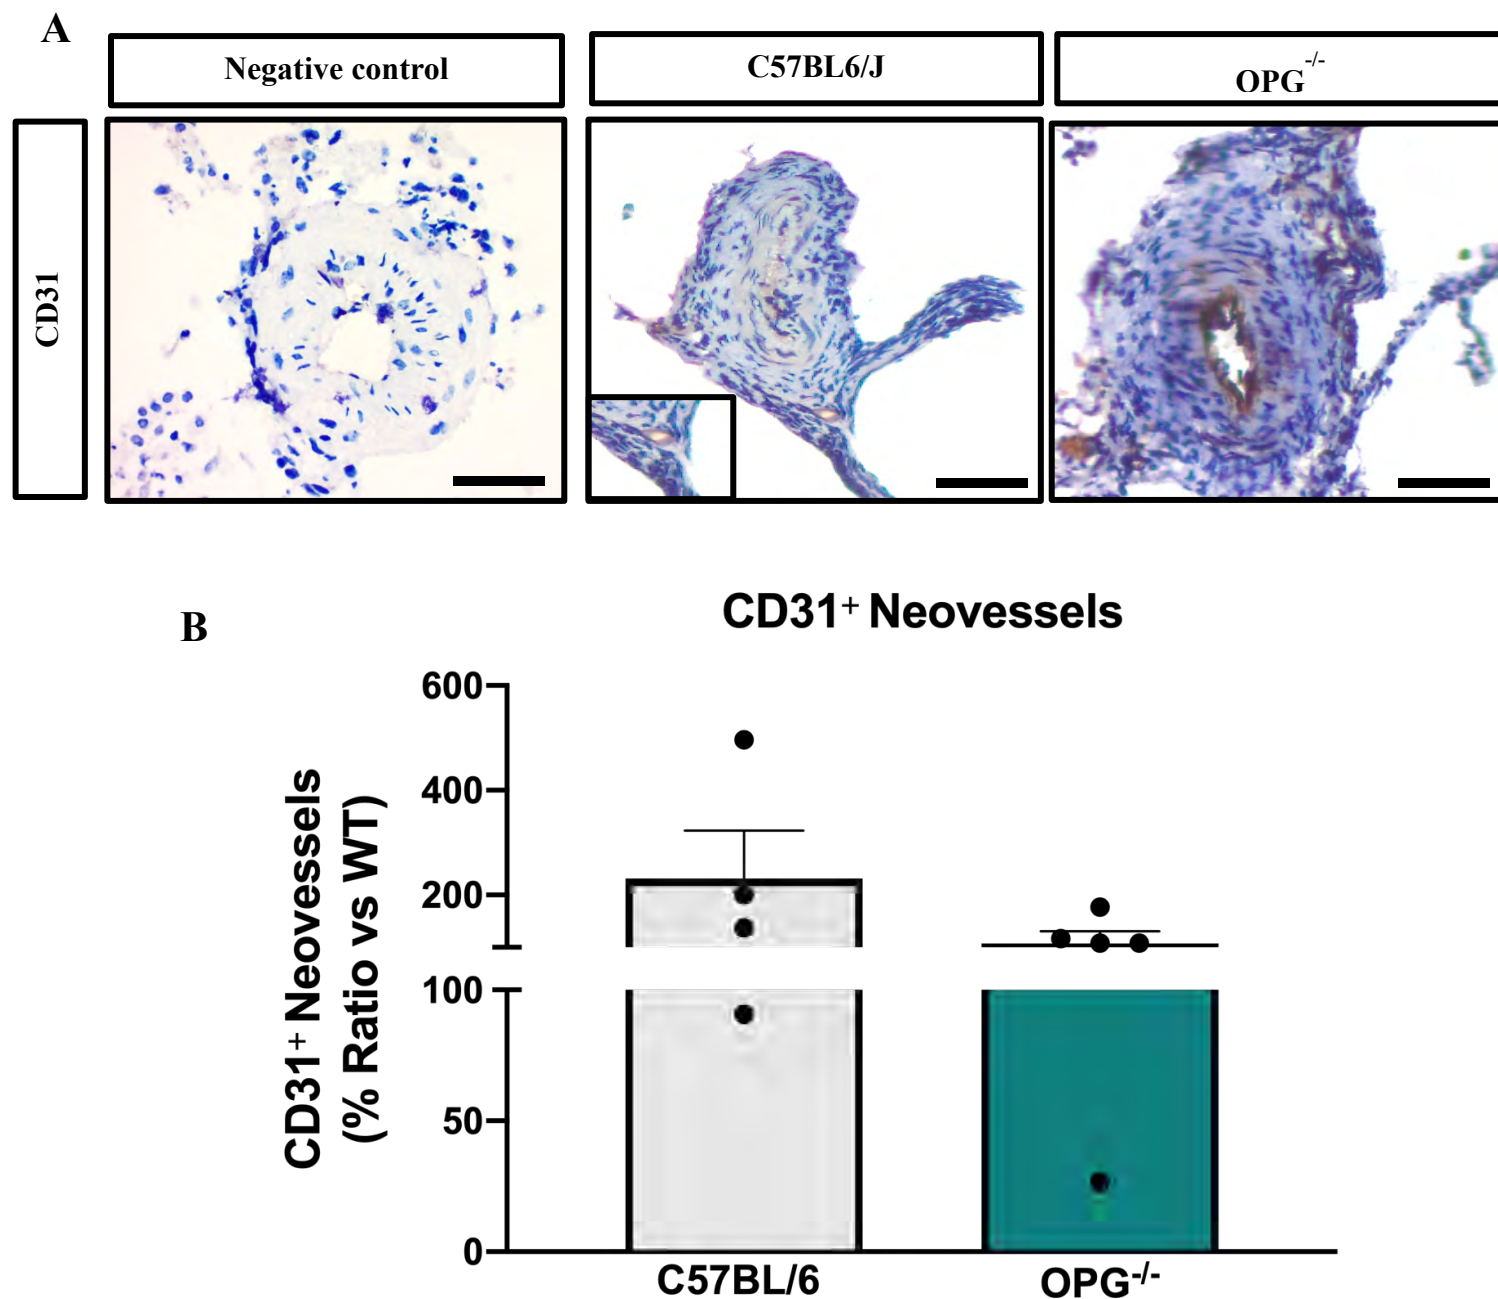 A
Negative control
C57BL6/J
OPG-/-
CD31
B
CD31+ Neovessels
CD31+ Neovessels
(% Ratio vs WT)
600
400
200
100
50
0
C57BL/6
OPG-/-